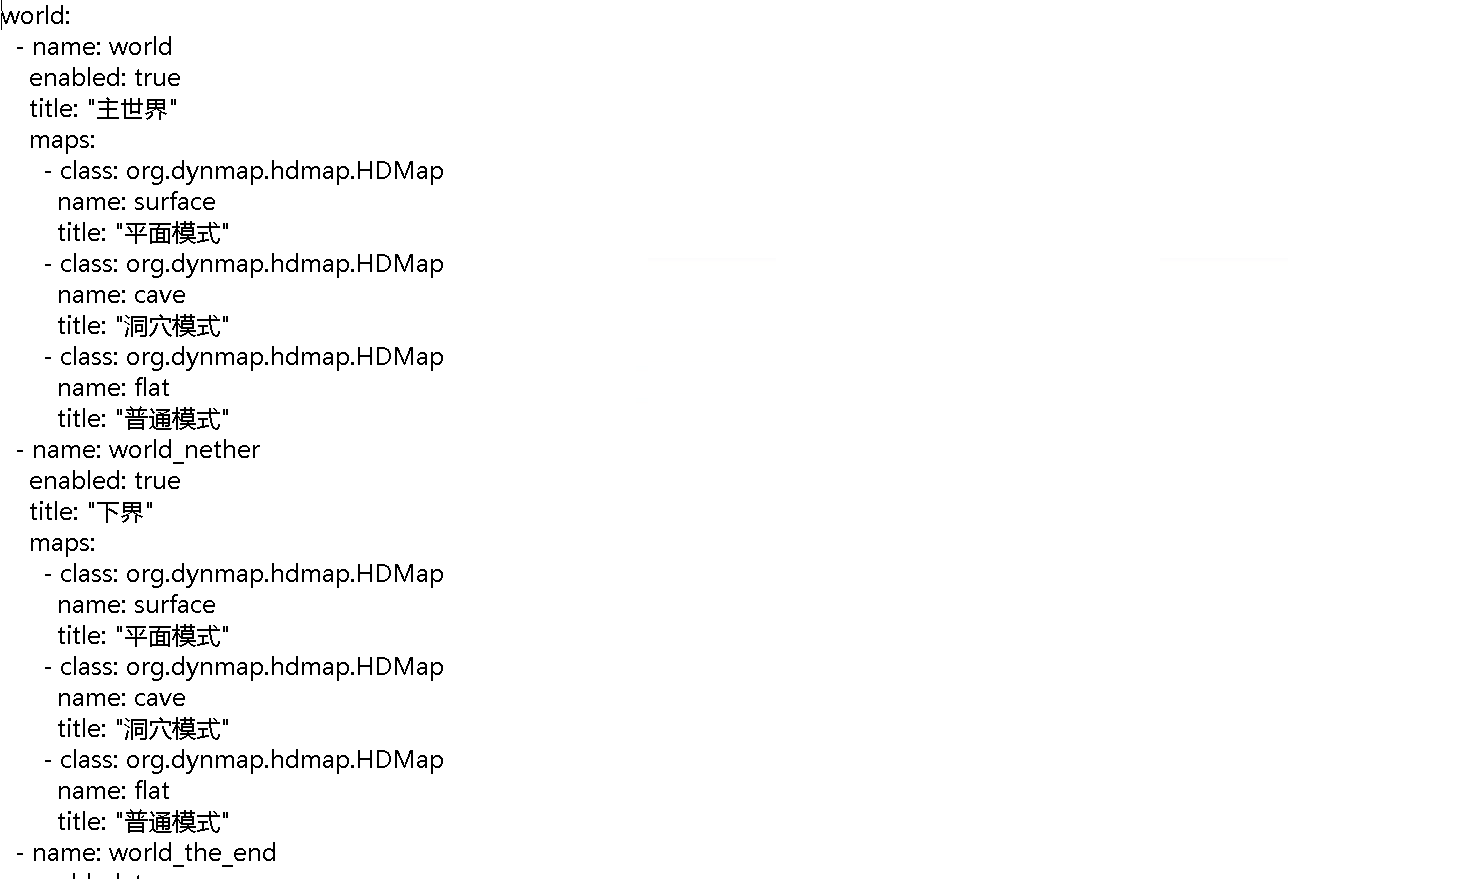 world:
  - name: world
    enabled: true
    title: "主世界"
    maps:
      - class: org.dynmap.hdmap.HDMap
        name: surface
        title: "平面模式"
      - class: org.dynmap.hdmap.HDMap
        name: cave
        title: "洞穴模式"
      - class: org.dynmap.hdmap.HDMap
        name: flat
        title: "普通模式"
  - name: world_nether
    enabled: true
    title: "下界"
    maps:
      - class: org.dynmap.hdmap.HDMap
        name: surface
        title: "平面模式"
      - class: org.dynmap.hdmap.HDMap
        name: cave
        title: "洞穴模式"
      - class: org.dynmap.hdmap.HDMap
        name: flat
        title: "普通模式"
  - name: world_the_end